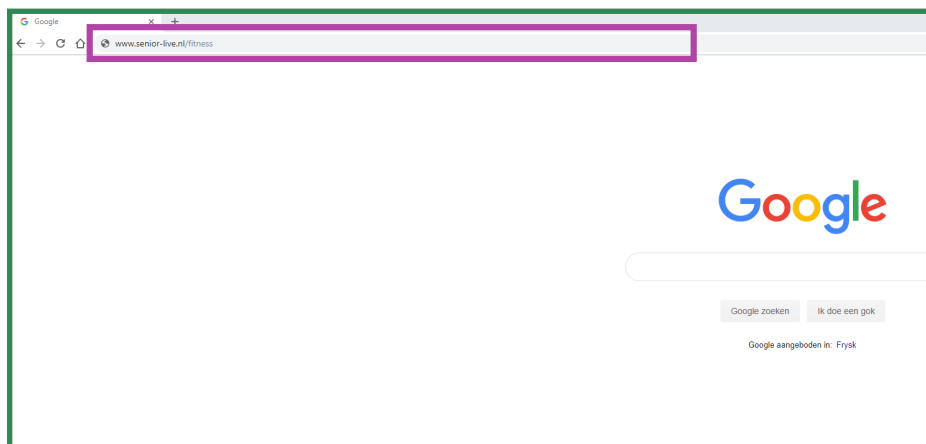 Google
www.senior-live.nl/fitness
Google
Google zoeken Ik doe een gok
Google aangeboden in: Frysk